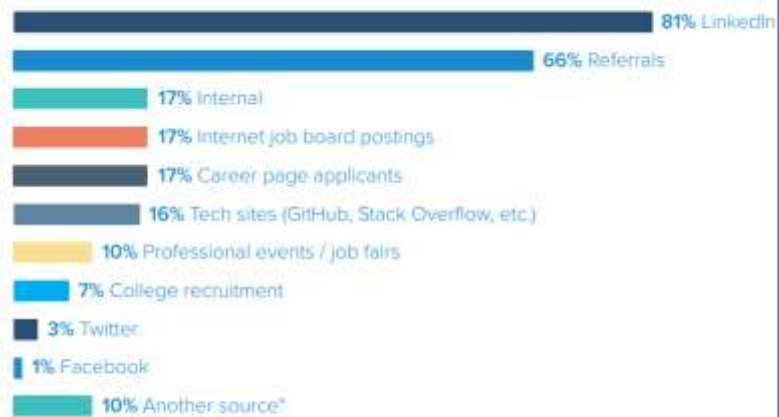 81% LinkedIn
66% Referrals
17% Internal
17% Internet job board postings
17% Career page applicants
16% Tech sites (GitHub, Stack Overflow, etc.)
10% Professional events / job fairs
7% College recruitment
3% Twitter
1% Facebook
10% Another source*